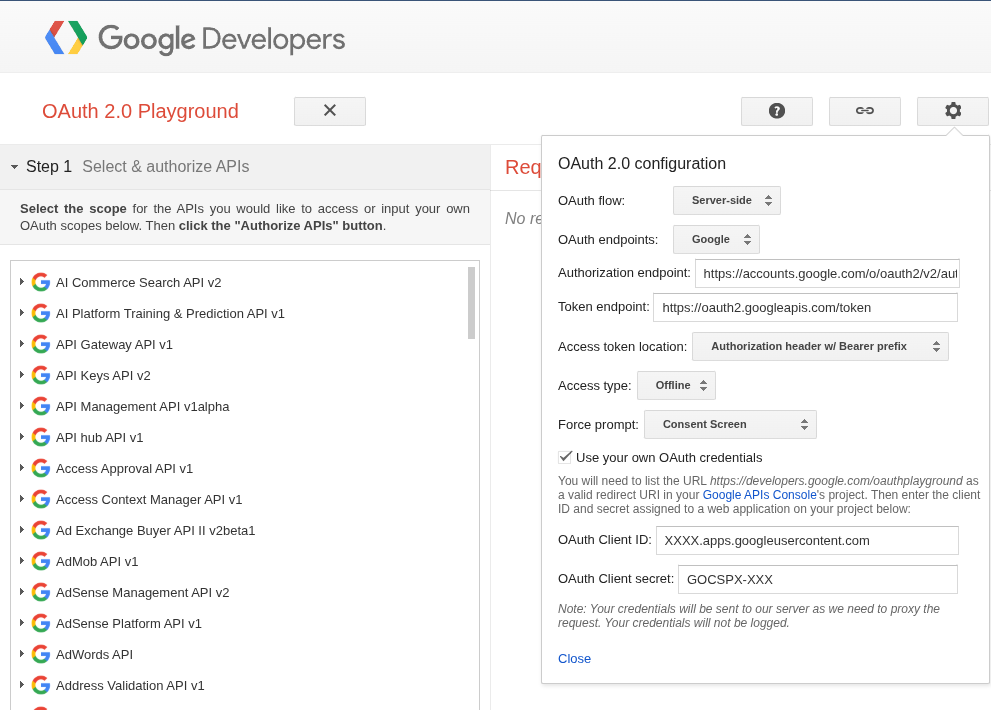 Google Developers
OAuth 2.0 Playground
Step 1 Select & authorize APIs
Select the scope for the APIs you would like to access or input your own
OAuth scopes below. Then click the "Authorize APIs" button.
AI Commerce Search API v2
AI Platform Training & Prediction API v1
API Gateway API v1
API Keys API v2
API Management API v1alpha
API hub API v1
Access Approval API v1
Access Context Manager API v1
Ad Exchange Buyer API II v2beta1
AdMob API v1
AdSense Management API v2
AdSense Platform API v1
AdWords API
Address Validation API v1
Req
No re
OAuth 2.0 configuration
OAuth flow: Server-side
OAuth endpoints: Google
Authorization endpoint: https://accounts.google.com/o/oauth2/v2/aut
Token endpoint: https://oauth2.googleapis.com/token
Access token location: Authorization header w/ Bearer prefix
Access type: Offline
Force prompt: Consent Screen
Use your own OAuth credentials
You will need to list the URL https://developers.google.com/oauthplayground as
a valid redirect URI in your Google APIs Console's project. Then enter the client
ID and secret assigned to a web application on your project below:
OAuth Client ID: XXXX.apps.googleusercontent.com
OAuth Client secret: GOCSPX-XXX
Note: Your credentials will be sent to our server as we need to proxy the
request. Your credentials will not be logged.
Close